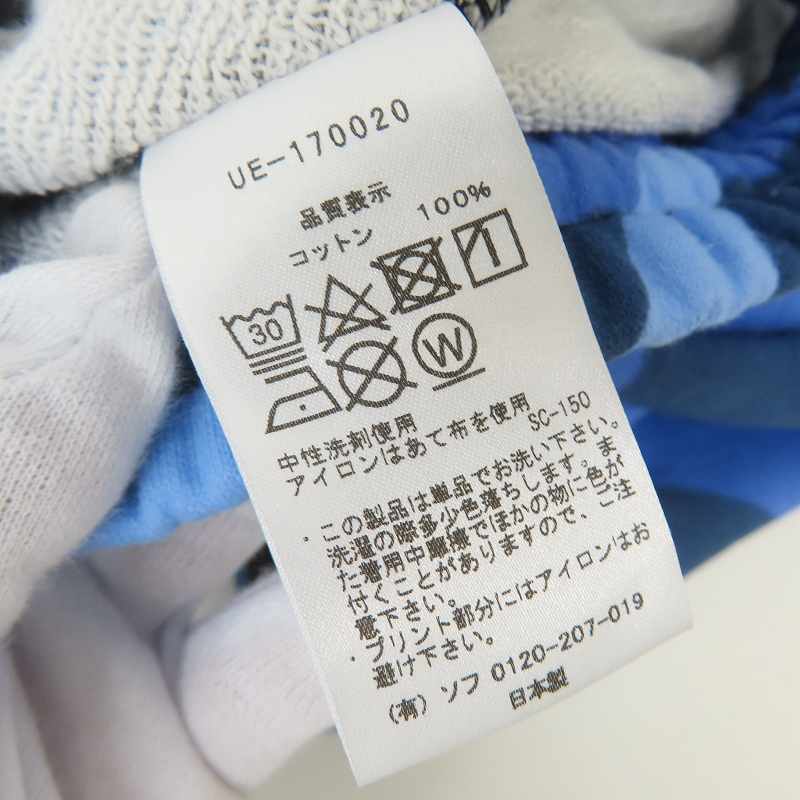 UE-170020
品質表示
コットン 100%
30
W
中性洗剤使用
アイロンはあて布を使用 SC-150
・この製品は単品でお洗い下さい。ま
洗濯の際多少色落ちします。ま
た着用中摩擦でほかの物に色が
付くことがありますので、ご注
意下さい。
・プリント部分にはアイロンはお
避け下さい。
(有) ソフ 0120-207-019
日本製